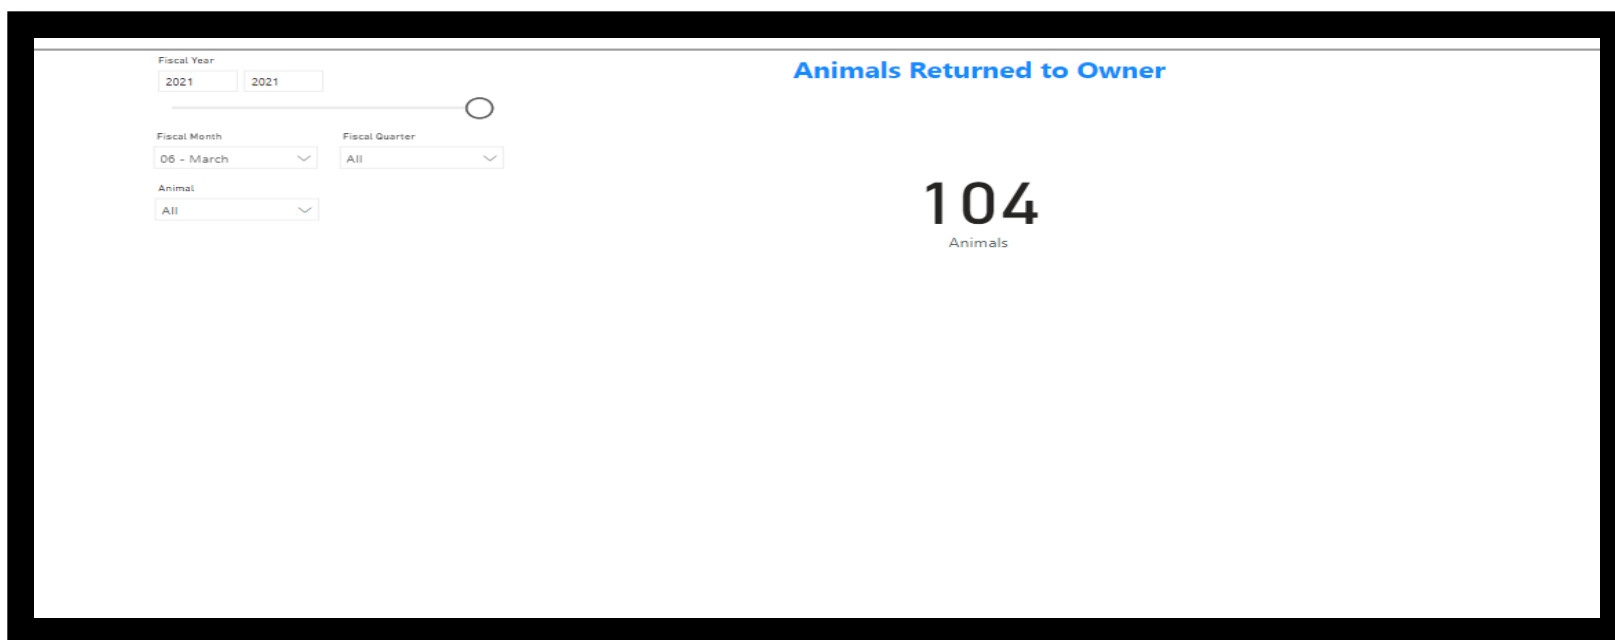 Fiscal Year
2021 2021
Fiscal Month Fiscal Quarter
06 - March All
Animal
All
Animals Returned to Owner
104
Animals